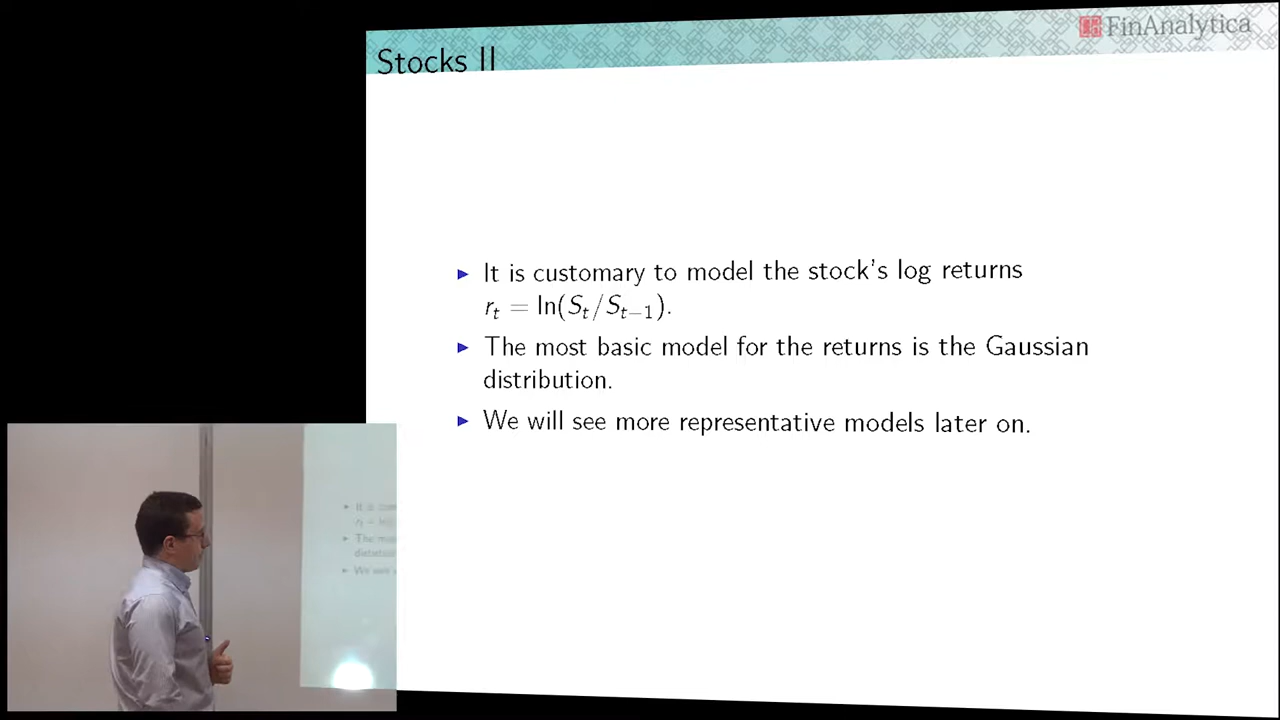 FinAnalytica
Stocks II
► It is customary to model the stock's log returns
r_t = ln(S_t/S_{t−1}).
► The most basic model for the returns is the Gaussian
distribution.
► We will see more representative models later on.